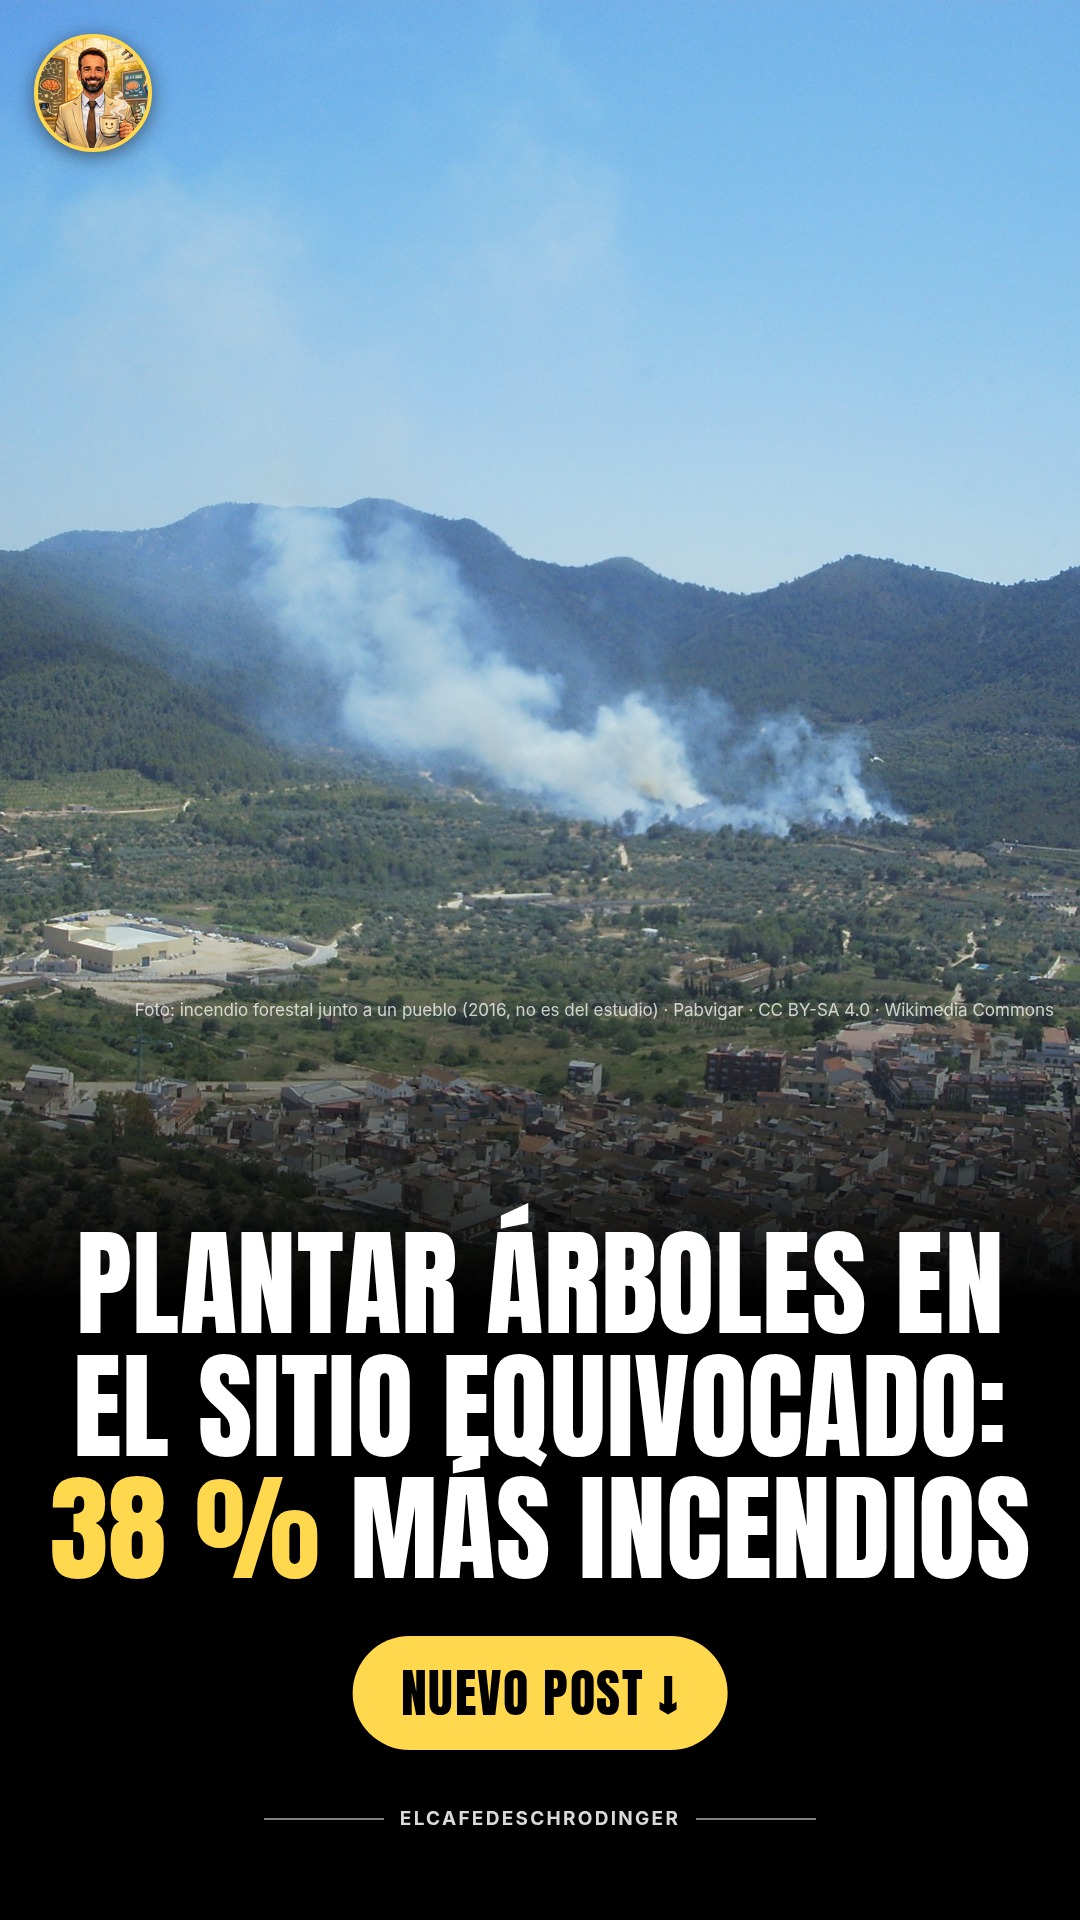 Foto: incendio forestal junto a un pueblo (2016, no es del estudio) · Pabvigar · CC BY-SA 4.0 · Wikimedia Commons
PLANTAR ÁRBOLES EN
EL SITIO EQUIVOCADO:
38 % MÁS INCENDIOS
NUEVO POST ↓
ELCAFEDESCHRODINGER